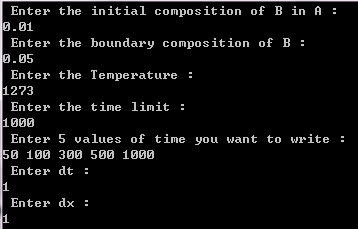 Enter the initial composition of B in A :
0.01
Enter the boundary composition of B :
0.05
Enter the Temperature :
1273
Enter the time limit :
1000
Enter 5 values of time you want to write :
50 100 300 500 1000
Enter dt :
1
Enter dx :
1